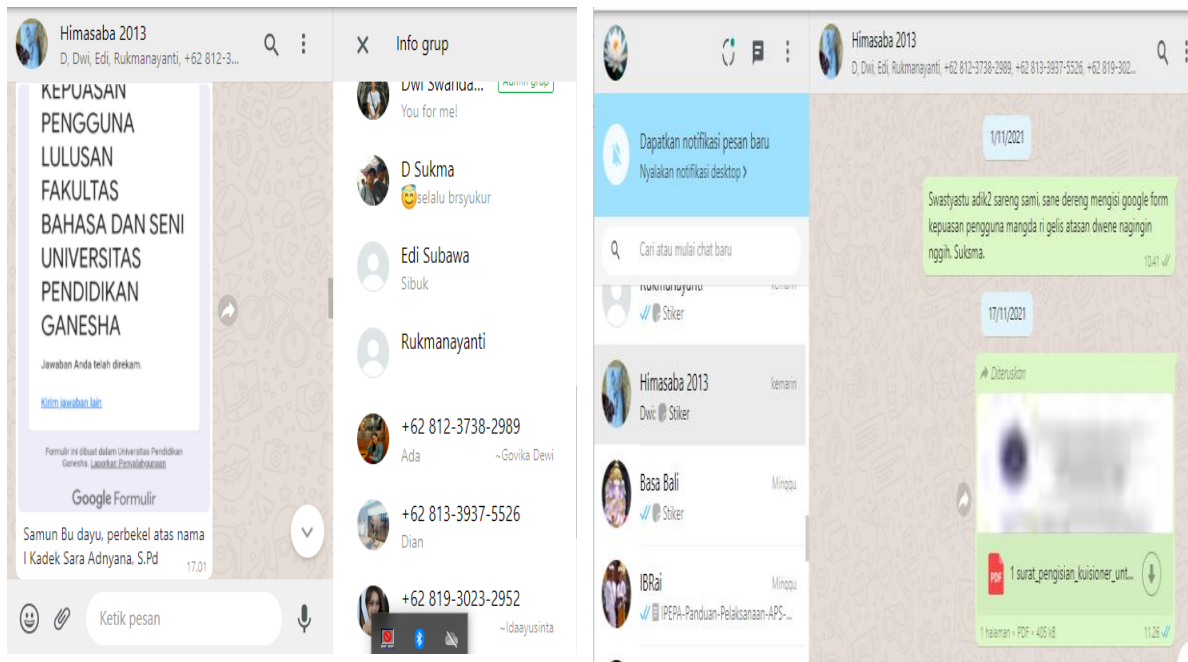 Himasaba 2013
D, Dwi, Edi, Rukmanayanti, +62 812-3...
KEPUASAN
PENGGUNA
LULUSAN
FAKULTAS
BAHASA DAN SENI
UNIVERSITAS
PENDIDIKAN
GANESHA
Jawaban Anda telah direkam.
Kirim jawaban lain
Formulir ini dibuat dalam Universitas Pendidikan
Ganesha. Laporkan Penyalahgunaan
Google Formulir
Samun Bu dayu, perbekel atas nama
I Kadek Sara Adnyana, S.Pd
17.01
Ketik pesan
Info grup
Dwi Swanda...
Admin grup
You for me!
D Sukma
😇selalu brsyukur
Edi Subawa
Sibuk
Rukmanayanti
+62 812-3738-2989
Ada
~Govika Dewi
+62 813-3937-5526
Dian
+62 819-3023-2952
~Idaayusinta
Dapatkan notifikasi pesan baru
Nyalakan notifikasi desktop >
Cari atau mulai chat baru
Rukmanayanti
kemarin
Stiker
Himasaba 2013
kemarin
Dwi: Stiker
Basa Bali
Minggu
Stiker
IBRai
Minggu
IPEPA-Panduan-Pelaksanaan-APS-...
Himasaba 2013
D, Dwi, Edi, Rukmanayanti, +62 812-3738-2989, +62 813-3937-5526, +62 819-302...
1/11/2021
Swastyastu adik2 sareng sami, sane dereng mengisi google form
kepuasan pengguna mangda ri gelis atasan dwene nagingin
nggih. Suksma.
10.41
17/11/2021
Diteruskan
PDF
1 surat_pengisian_kuisioner_unt...
1 halaman • PDF • 405 kB
11.26